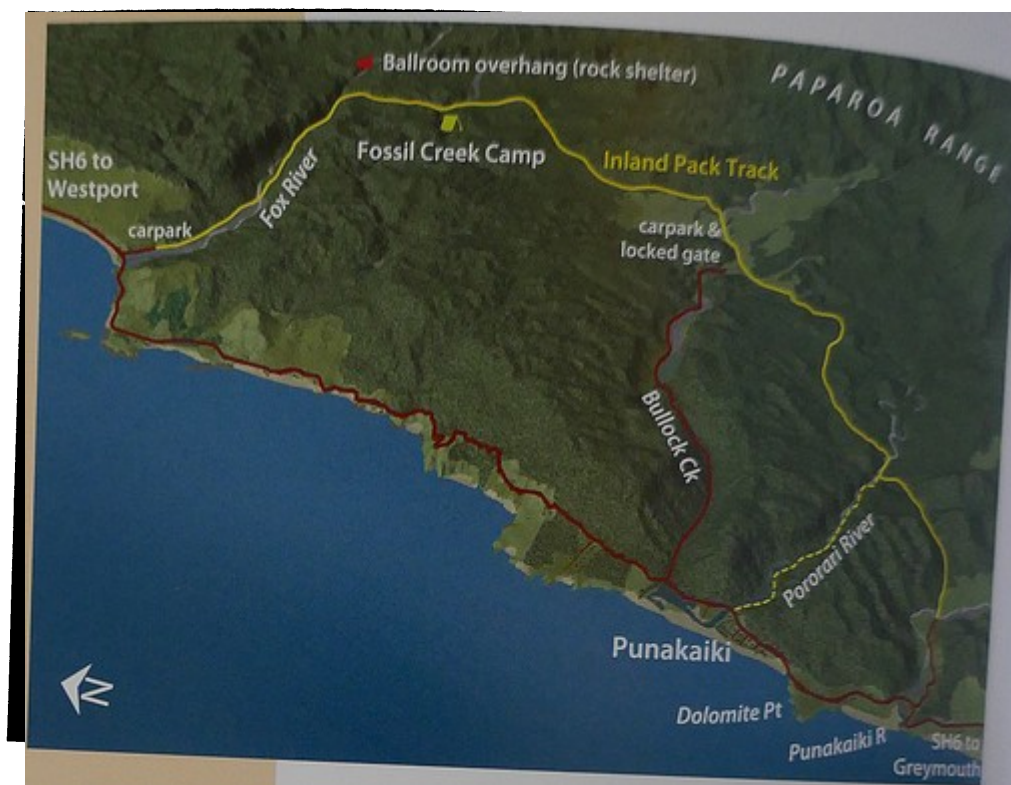 Ballroom overhang (rock shelter)
PAPAROA RANGE
SH6 to
Westport
Fossil Creek Camp
Inland Pack Track
Fox River
carpark
carpark &
locked gate
Bullock Ck
Pororari River
Punakaiki
N
Dolomite Pt
Punakaiki R
SH6 to
Greymouth